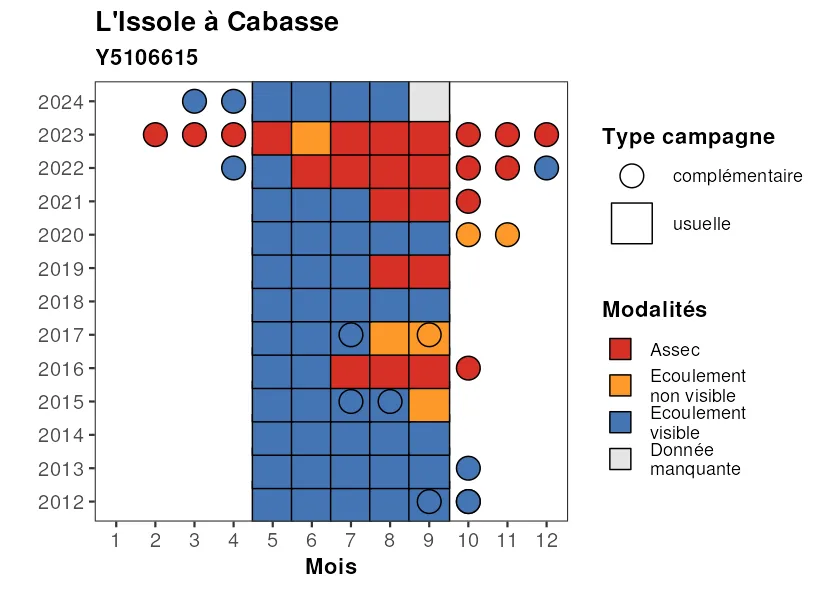 L'Issole à Cabasse
Y5106615
2024
2023
2022
2021
2020
2019
2018
2017
2016
2015
2014
2013
2012
1 2 3 4 5 6 7 8 9 10 11 12
Mois
Type campagne
complémentaire
usuelle
Modalités
Assec
Ecoulement
non visible
Ecoulement
visible
Donnée
manquante